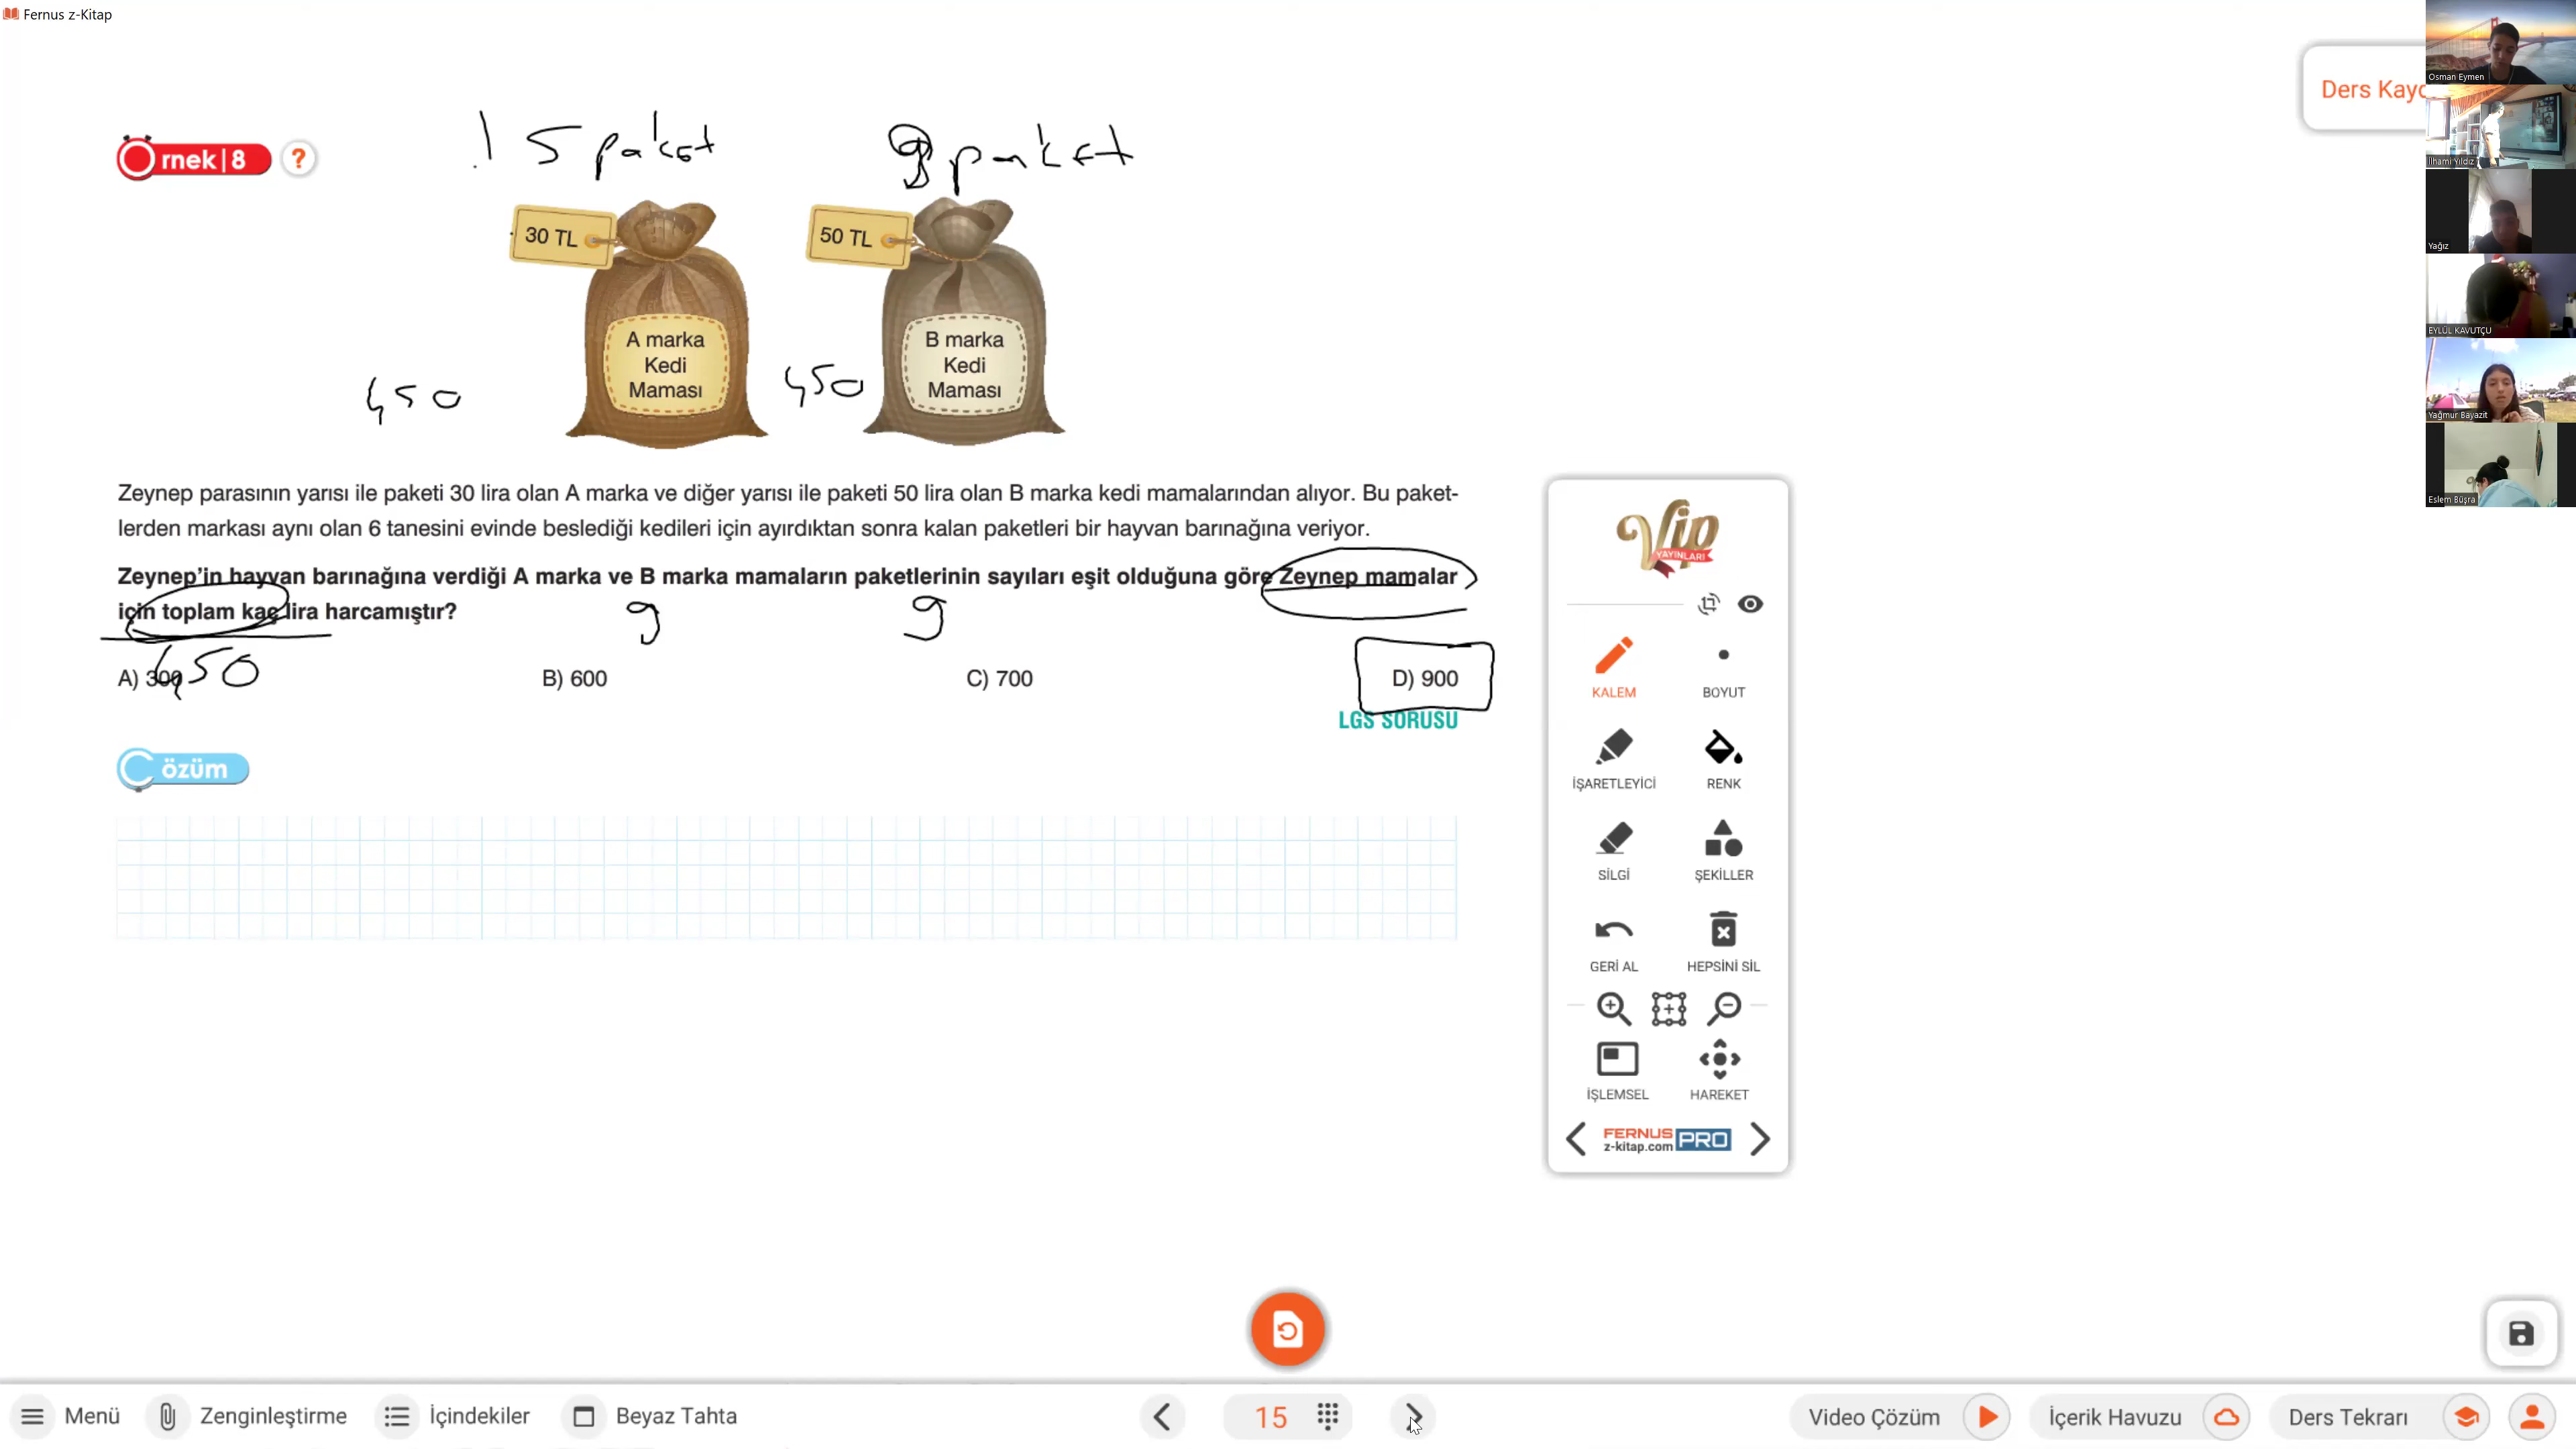 Fernus z-Kitap
Osman Eymen
Ders Kayd
İlhami Yıldız
Yağız
EYLÜL KAVUTÇU
Yağmur Bayazit
Eslem Büşra
Örnek|8 ?
15 paket
9 paket
30 TL
50 TL
A marka
Kedi
Maması
B marka
Kedi
Maması
450
450
Zeynep parasının yarısı ile paketi 30 lira olan A marka ve diğer yarısı ile paketi 50 lira olan B marka kedi mamalarından alıyor. Bu paket-
lerden markası aynı olan 6 tanesini evinde beslediği kedileri için ayırdıktan sonra kalan paketleri bir hayvan barınağına veriyor.
Zeynep'in hayvan barınağına verdiği A marka ve B marka mamaların paketlerinin sayıları eşit olduğuna göre Zeynep mamalar
için toplam kaç lira harcamıştır?
9
9
450
A) 300
B) 600
C) 700
D) 900
LGS SORUSU
Çözüm
Vip
YAYINLARI
KALEM
BOYUT
İŞARETLEYİCİ
RENK
SİLGİ
ŞEKİLLER
GERİ AL
HEPSİNİ SİL
İŞLEMSEL
HAREKET
FERNUS
z-kitap.com PRO
Menü
Zenginleştirme
İçindekiler
Beyaz Tahta
15
Video Çözüm
İçerik Havuzu
Ders Tekrarı